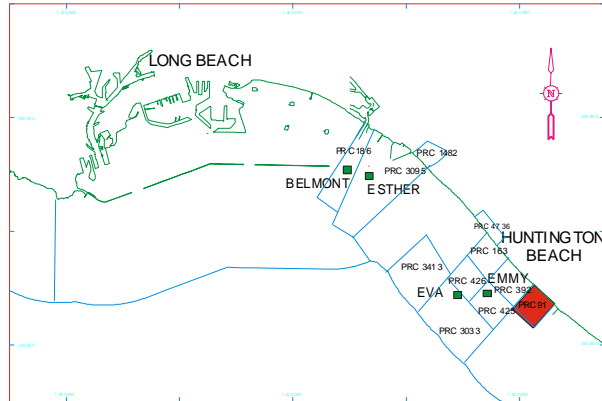 LONG BEACH
N
PRC 186
PRC 1482
PRC 3095
BELMONT
ESTHER
PRC 4736
HUNTINGTON
BEACH
PRC 163
PRC 3413
PRC 426
EMMY
PRC 392
EVA
PRC 91
PRC 425
PRC 3033